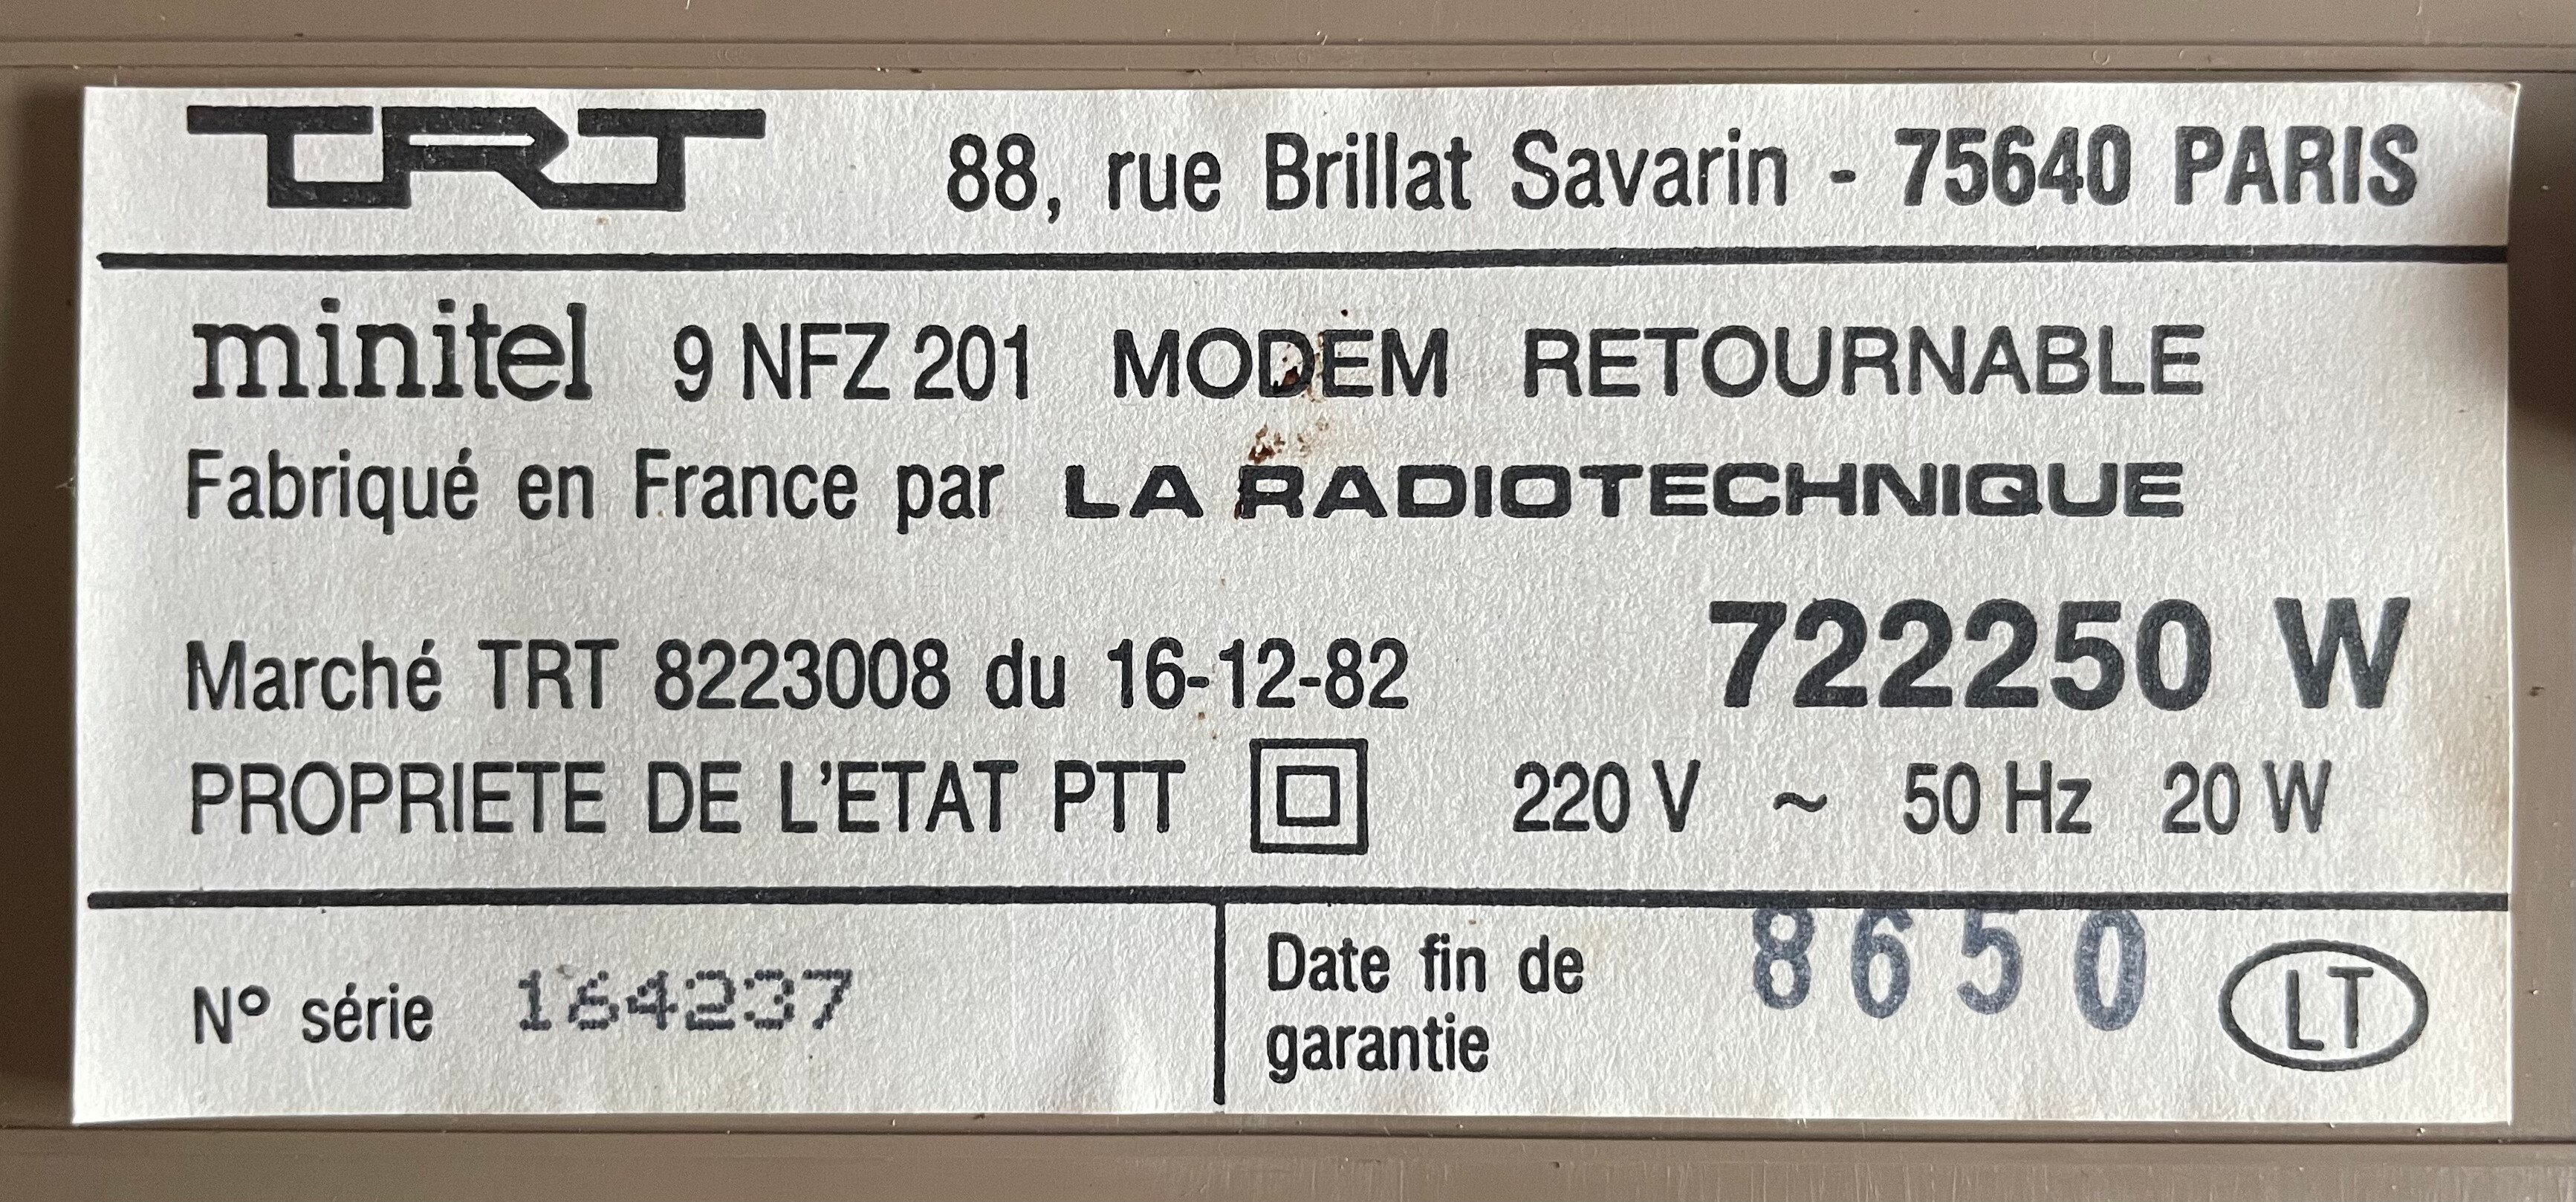 TRT 88, rue Brillat Savarin - 75640 PARIS
minitel 9 NFZ 201 MODEM RETOURNABLE
Fabriqué en France par LA RADIOTECHNIQUE
Marché TRT 8223008 du 16-12-82 722250 W
PROPRIETE DE L'ETAT PTT 220 V ~ 50 Hz 20 W
N° série 164237
Date fin de garantie 8650 LT